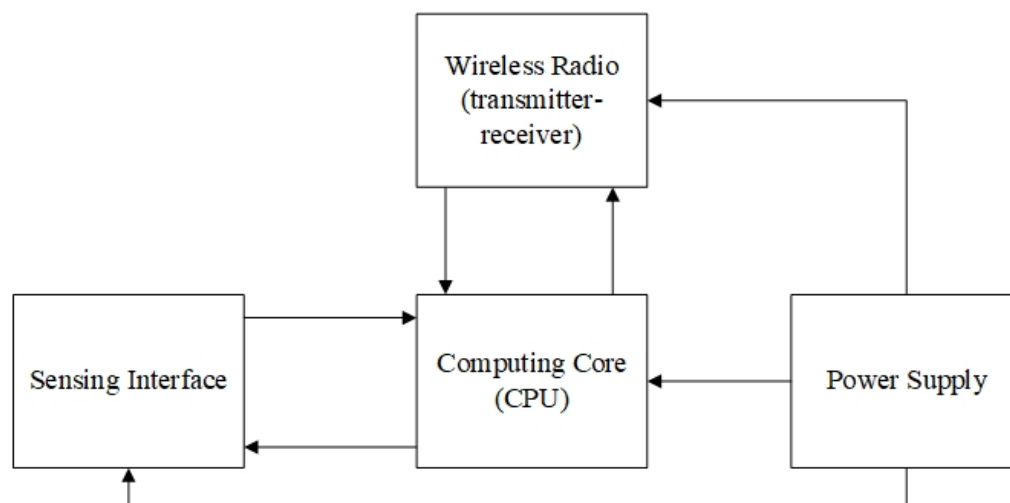 Wireless Radio
(transmitter-
receiver)
Sensing Interface
Computing Core
(CPU)
Power Supply